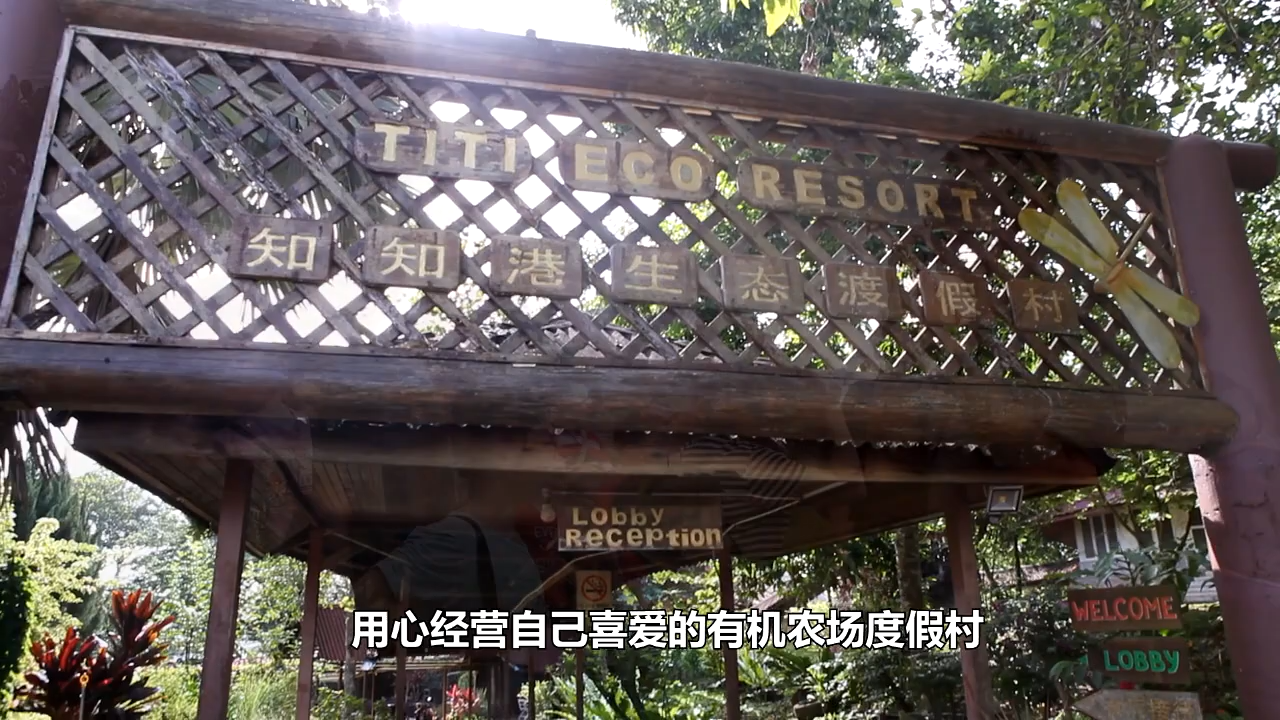 TITI ECO RESORT
知知港生态渡假村
Lobby
Reception
WELCOME
LOBBY
用心经营自己喜爱的有机农场度假村